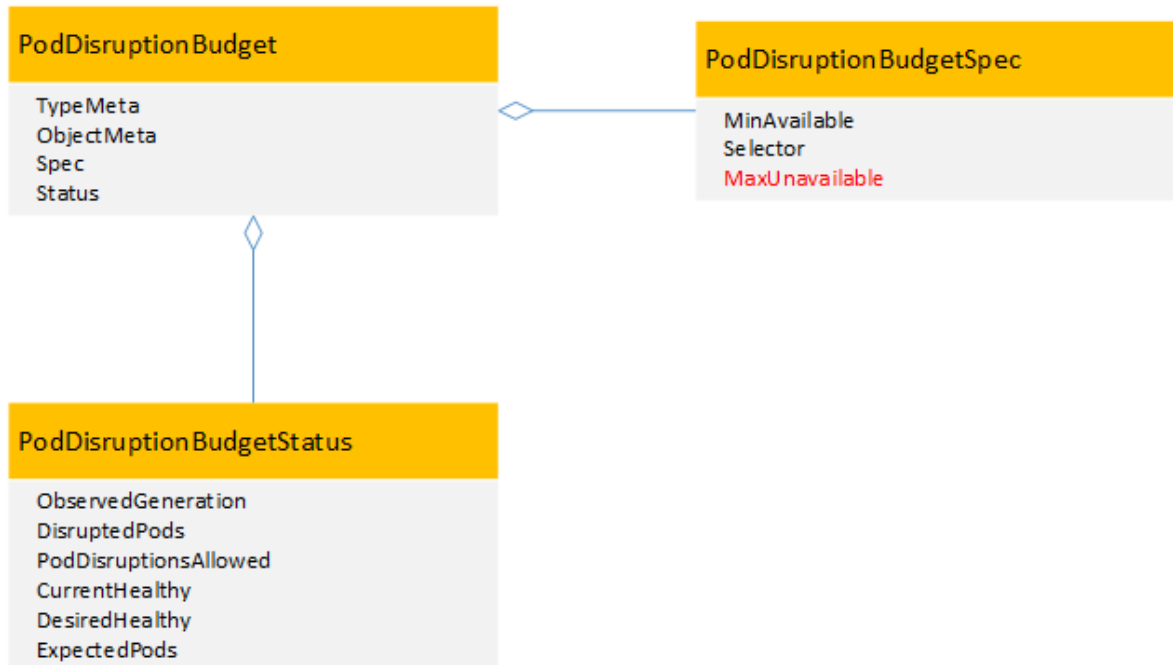 PodDisruptionBudget
TypeMeta
ObjectMeta
Spec
Status
PodDisruptionBudgetSpec
MinAvailable
Selector
MaxUnavailable
PodDisruptionBudgetStatus
ObservedGeneration
DisruptedPods
PodDisruptionsAllowed
CurrentHealthy
DesiredHealthy
ExpectedPods